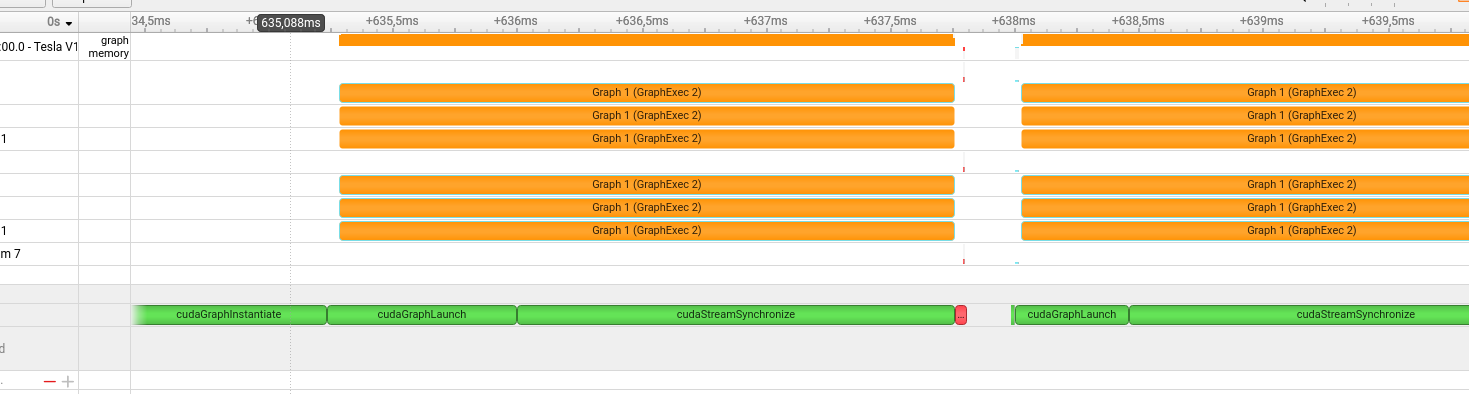 0s 34,5ms 635,088ms +635,5ms +636ms +636,5ms +637ms +637,5ms +638ms +638,5ms +639ms +639,5ms
:00.0 - Tesla V1 graph
memory
Graph 1 (GraphExec 2) Graph 1 (GraphExec 2)
Graph 1 (GraphExec 2) Graph 1 (GraphExec 2)
1 Graph 1 (GraphExec 2) Graph 1 (GraphExec 2)
Graph 1 (GraphExec 2) Graph 1 (GraphExec 2)
Graph 1 (GraphExec 2) Graph 1 (GraphExec 2)
1 Graph 1 (GraphExec 2) Graph 1 (GraphExec 2)
m 7
cudaGraphInstantiate cudaGraphLaunch cudaStreamSynchronize ... cudaGraphLaunch cudaStreamSynchronize
d